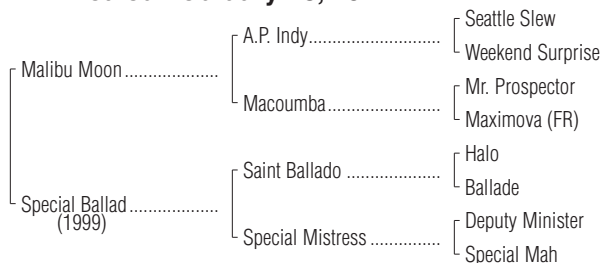 Seattle Slew
A.P. Indy
Weekend Surprise
Malibu Moon
Mr. Prospector
Macoumba
Maximova (FR)
Halo
Saint Ballado
Ballade
Special Ballad
(1999)
Deputy Minister
Special Mistress
Special Mah